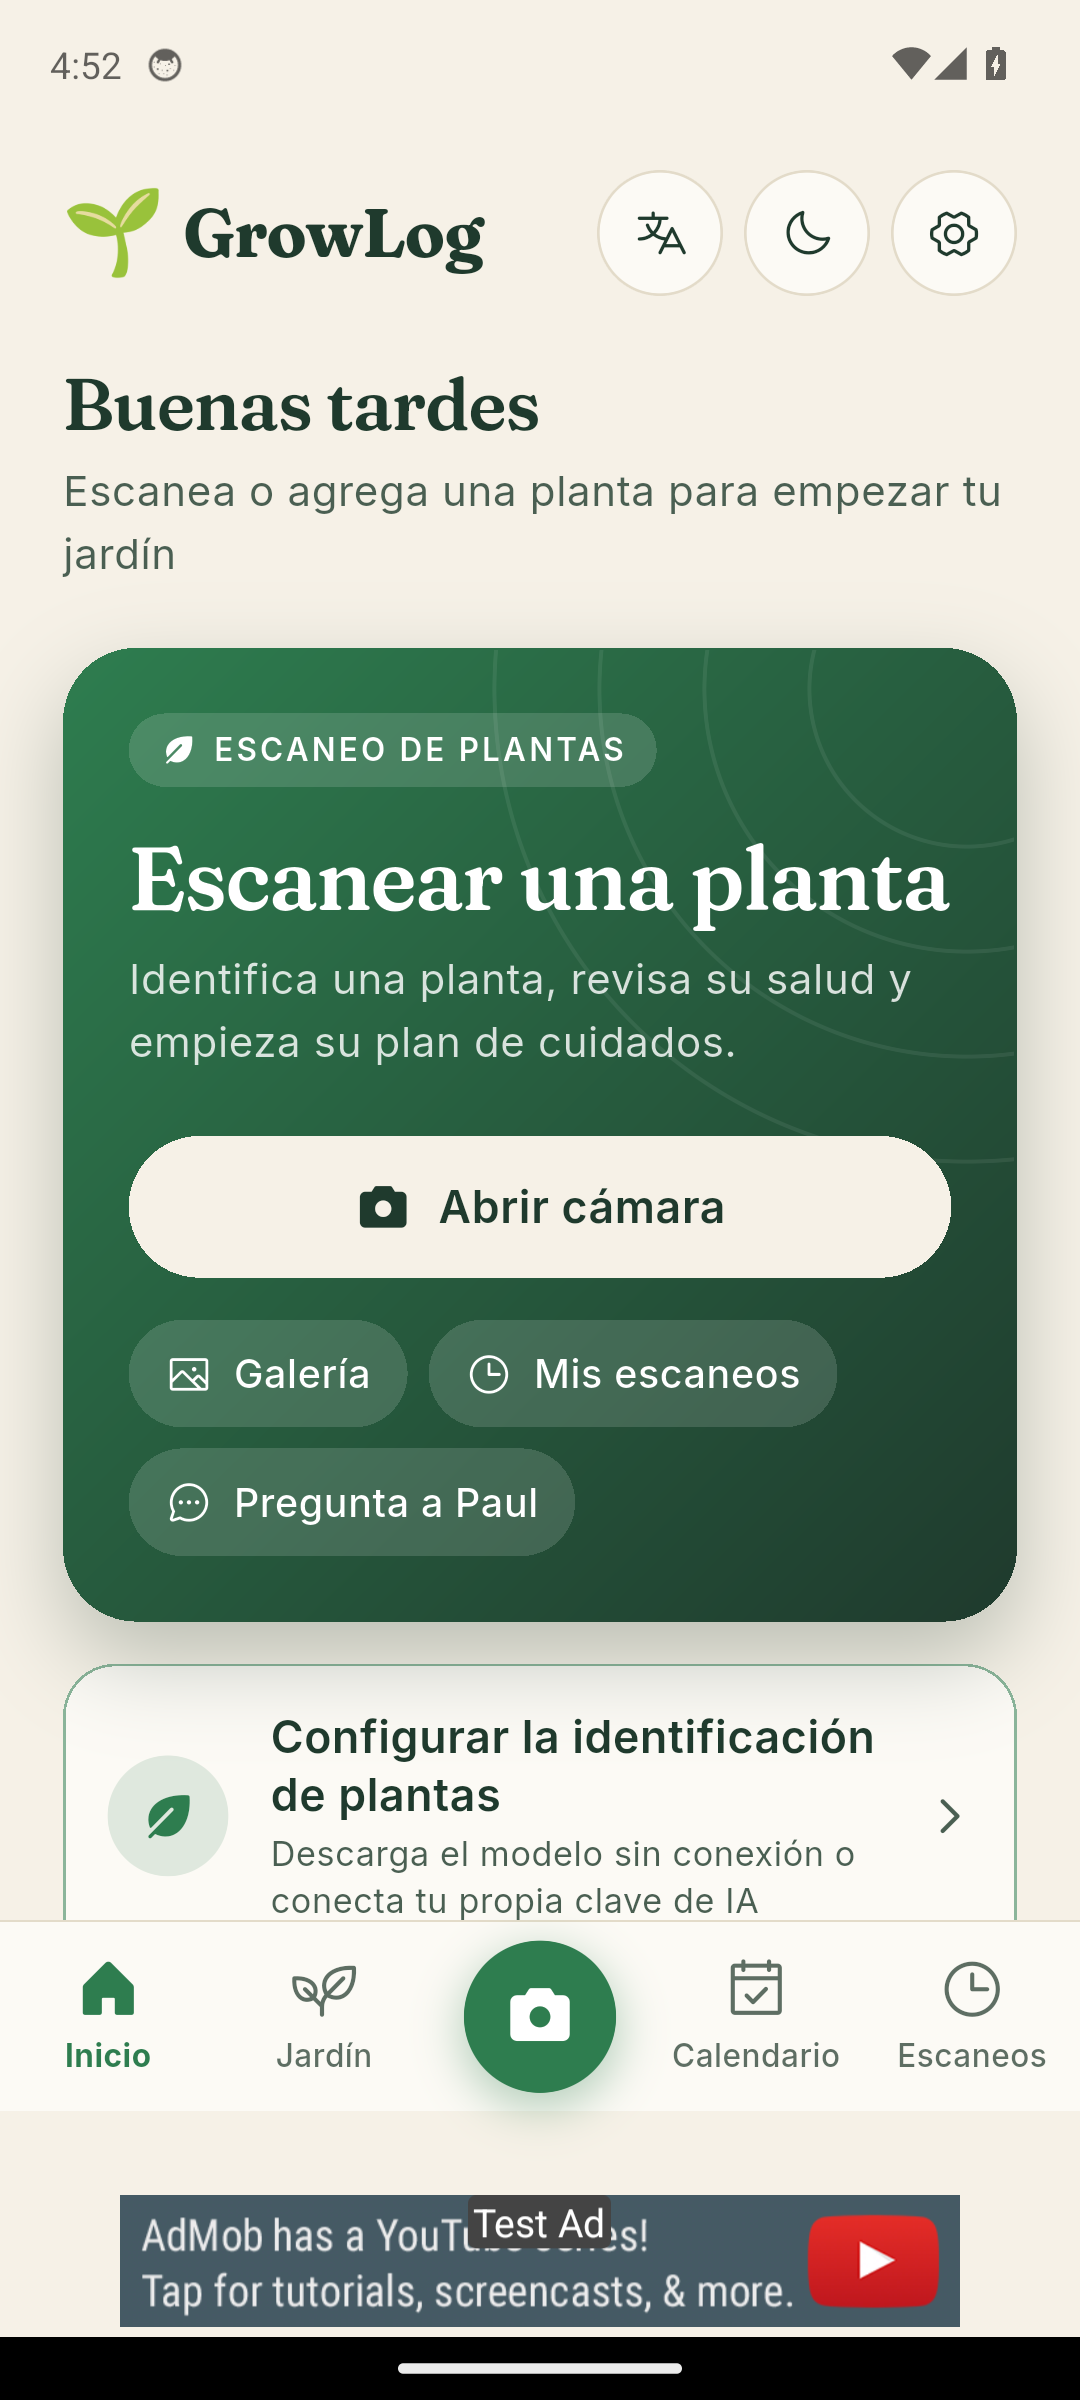 4:52
GrowLog
Buenas tardes
Escanea o agrega una planta para empezar tu
jardín
ESCANEO DE PLANTAS
Escanear una planta
Identifica una planta, revisa su salud y
empieza su plan de cuidados.
Abrir cámara
Galería
Mis escaneos
Pregunta a Paul
Configurar la identificación
de plantas
Descarga el modelo sin conexión o
conecta tu propia clave de IA
Inicio
Jardín
Calendario
Escaneos
Test Ad
AdMob has a
Tap for tutorials, screencasts, & more.